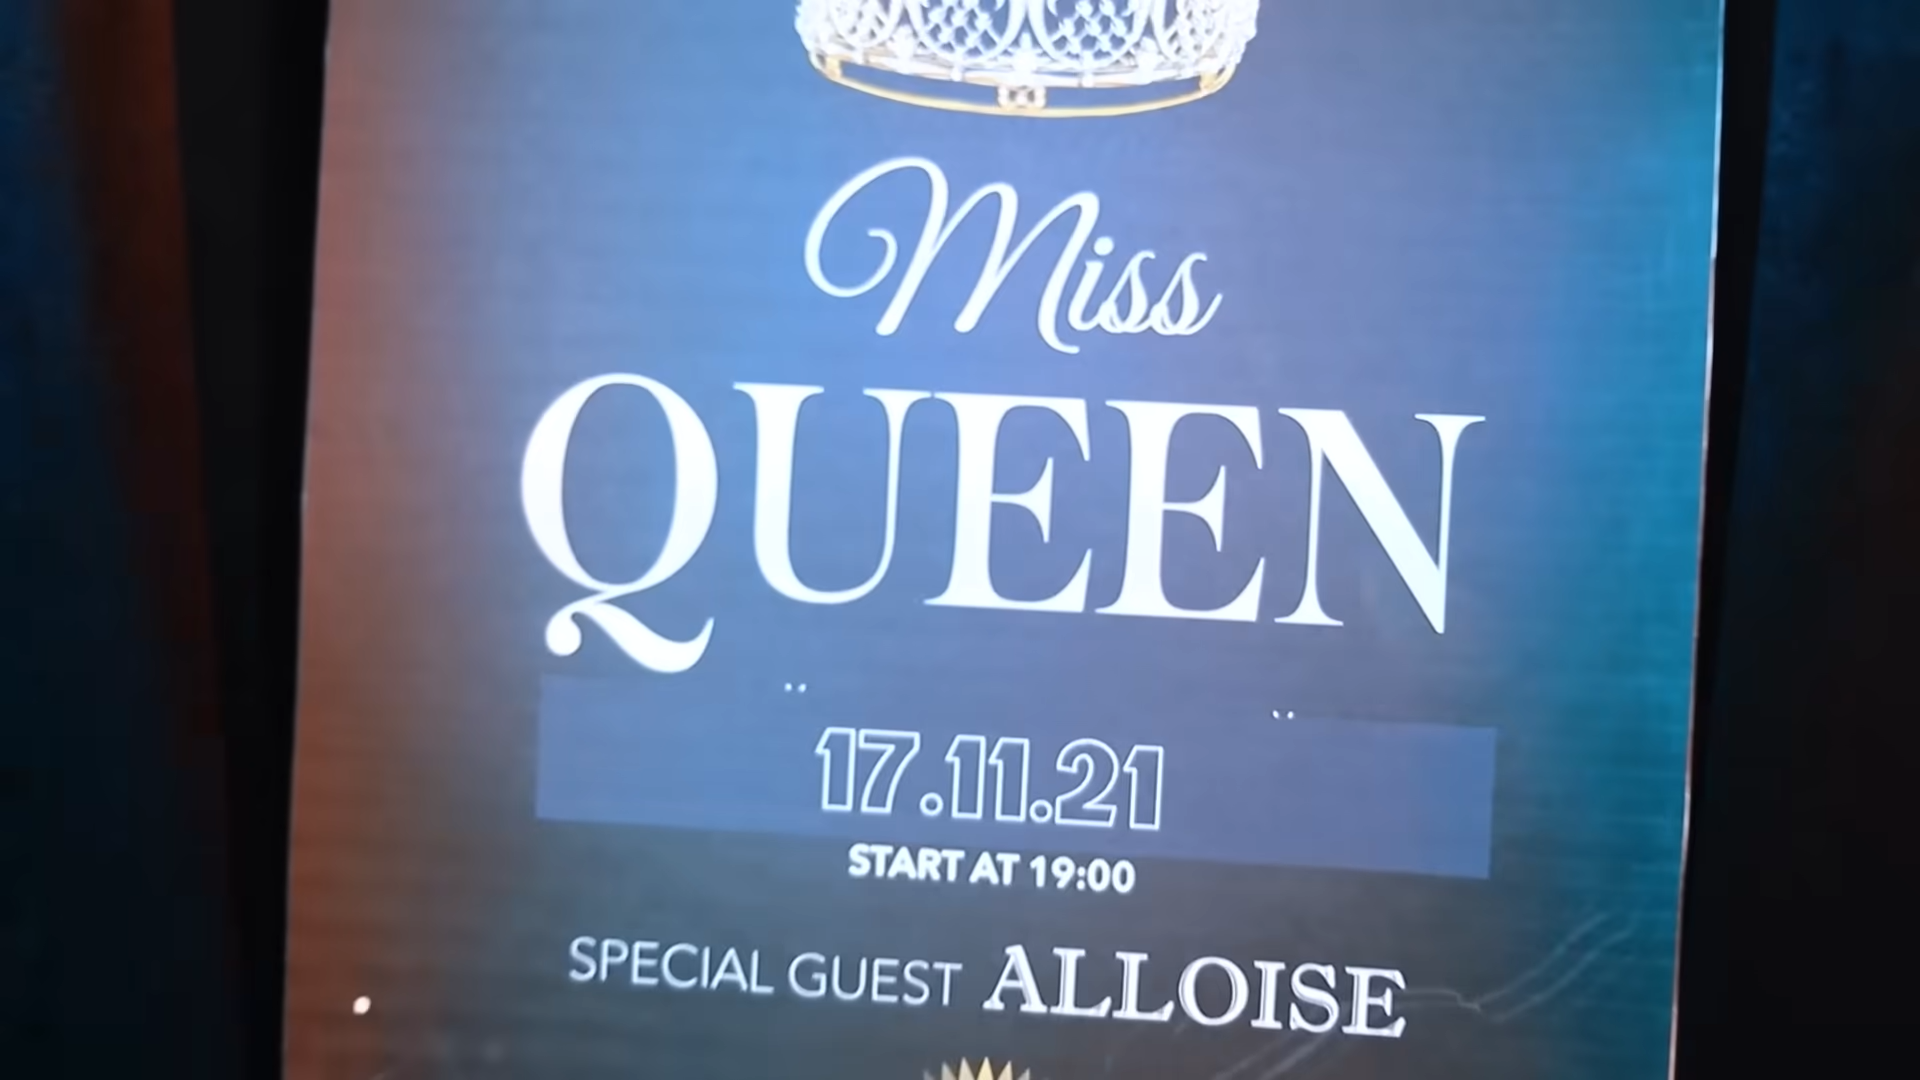 Miss
QUEEN
17.11.21
START AT 19:00
SPECIAL GUEST ALLOISE